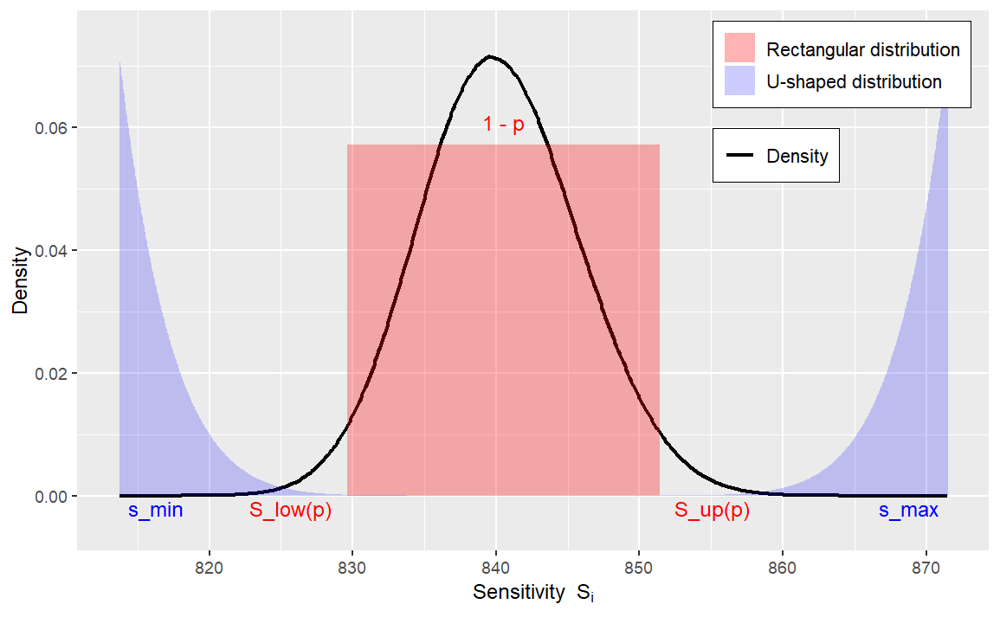 Rectangular distribution
U-shaped distribution
Density
1 - p
0.06
0.04
0.02
0.00
Density
s_min
S_low(p)
S_up(p)
s_max
820
830
840
850
860
870
Sensitivity Sᵢ